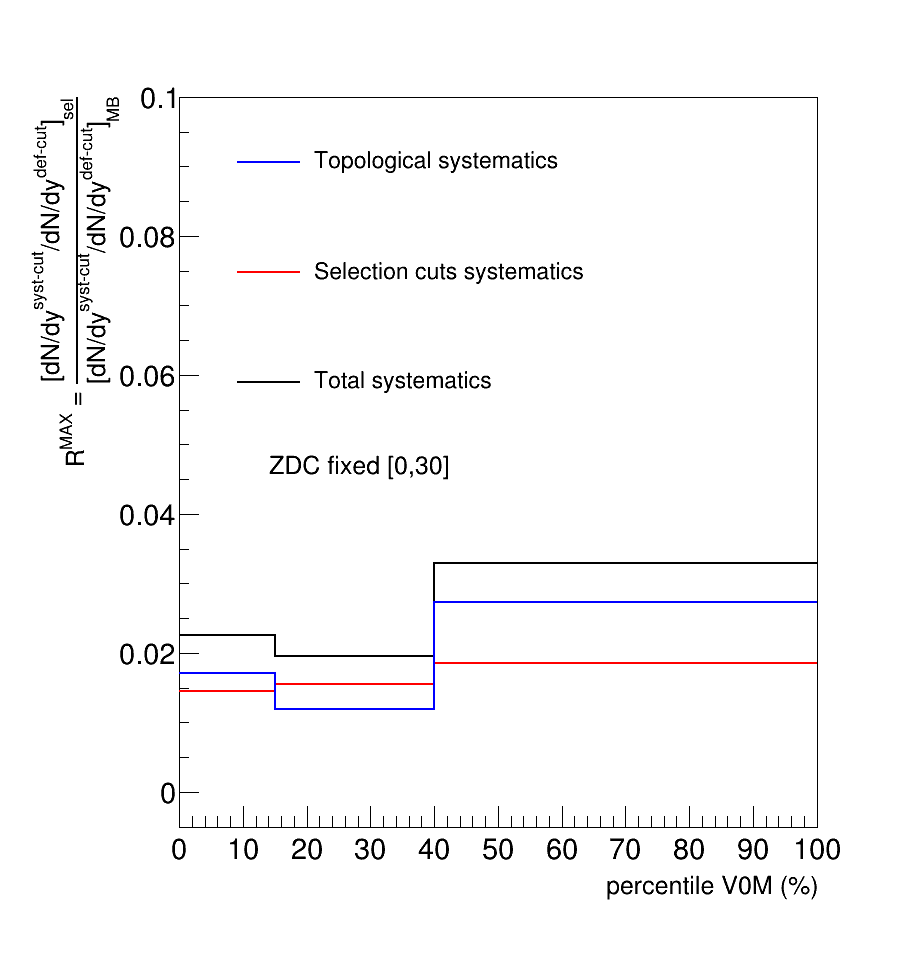 R^MAX = [dN/dy^syst-cut/dN/dy^def-cut]_sel
[dN/dy^syst-cut/dN/dy^def-cut]_MB
0.1
0.08
0.06
0.04
0.02
0
Topological systematics
Selection cuts systematics
Total systematics
ZDC fixed [0,30]
0 10 20 30 40 50 60 70 80 90 100
percentile V0M (%)